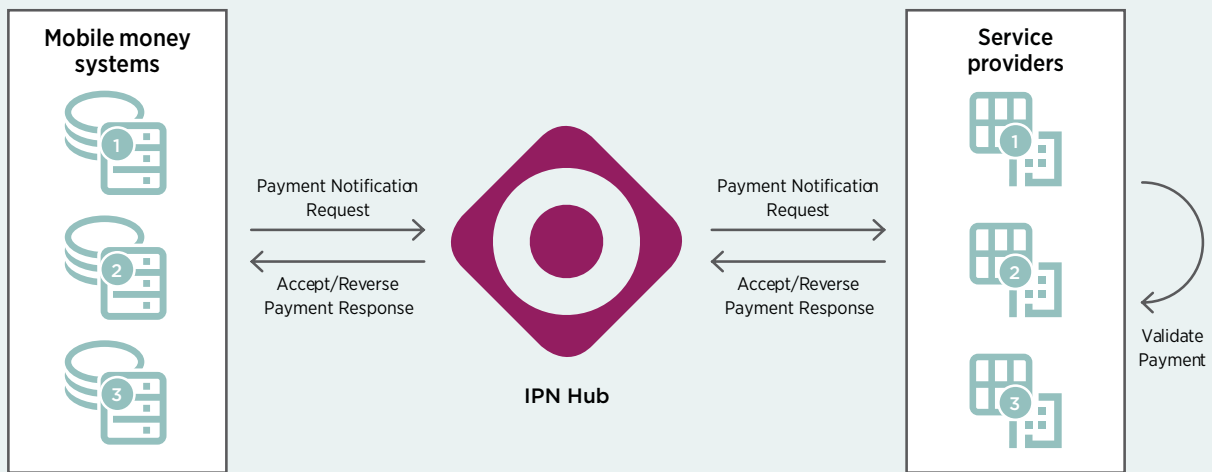 Mobile money
systems
1
2
3
Payment Notification
Request
Accept/Reverse
Payment Response
IPN Hub
Payment Notification
Request
Accept/Reverse
Payment Response
Service
providers
1
2
3
Validate
Payment